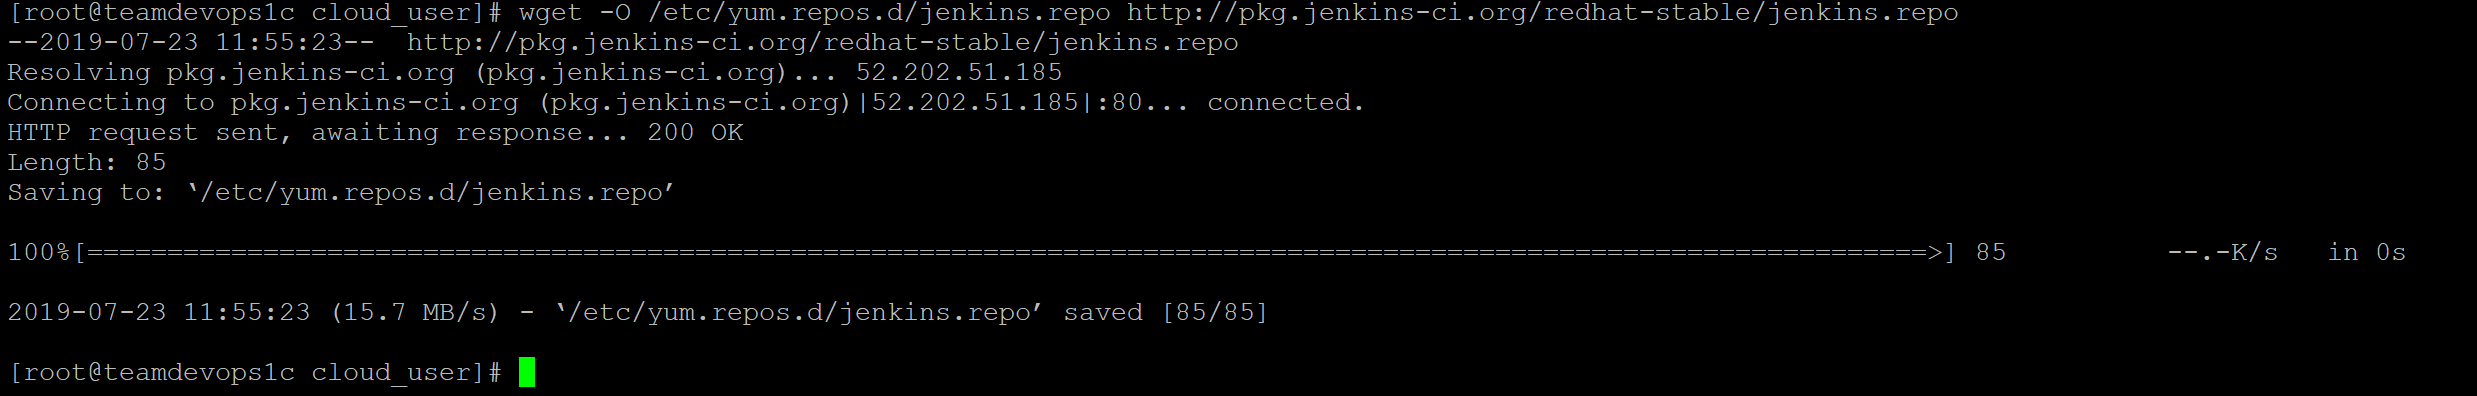 [root@teamdevops1c cloud_user]# wget -O /etc/yum.repos.d/jenkins.repo http://pkg.jenkins-ci.org/redhat-stable/jenkins.repo
--2019-07-23 11:55:23--  http://pkg.jenkins-ci.org/redhat-stable/jenkins.repo
Resolving pkg.jenkins-ci.org (pkg.jenkins-ci.org)... 52.202.51.185
Connecting to pkg.jenkins-ci.org (pkg.jenkins-ci.org)|52.202.51.185|:80... connected.
HTTP request sent, awaiting response... 200 OK
Length: 85
Saving to: ‘/etc/yum.repos.d/jenkins.repo’
100%[===================================================================================================================>] 85          --.-K/s   in 0s
2019-07-23 11:55:23 (15.7 MB/s) - ‘/etc/yum.repos.d/jenkins.repo’ saved [85/85]
[root@teamdevops1c cloud_user]#